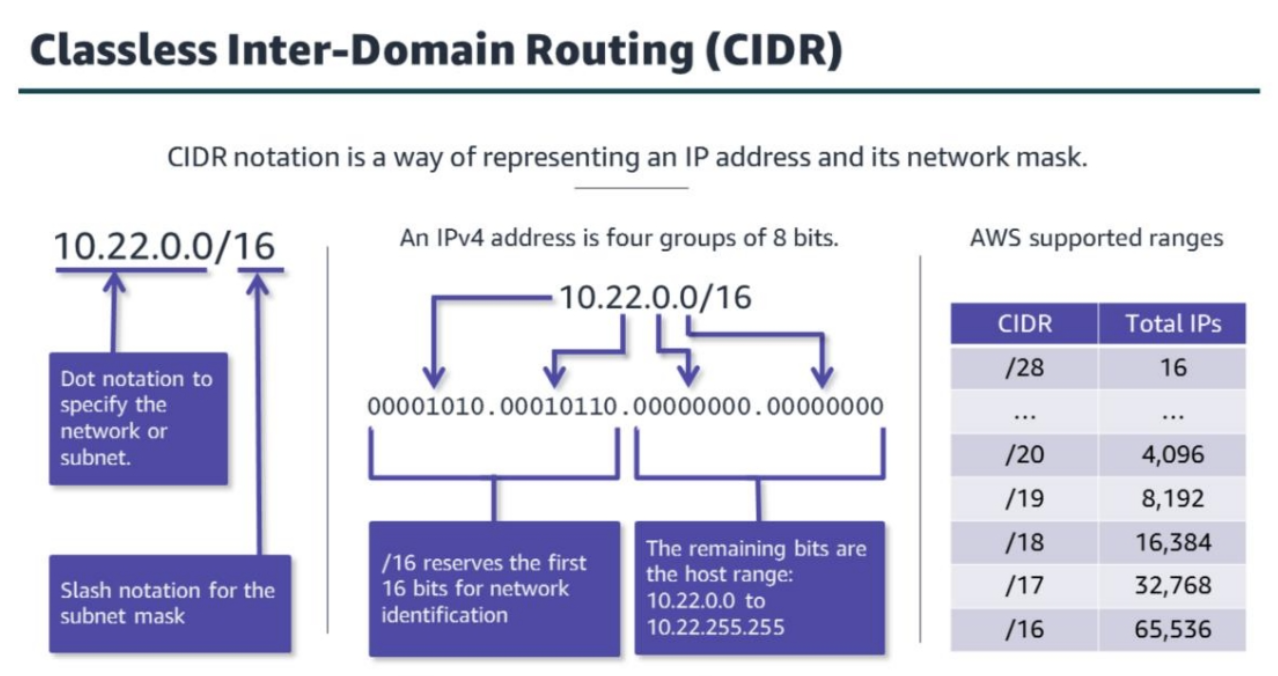 Classless Inter-Domain Routing (CIDR)
CIDR notation is a way of representing an IP address and its network mask.
10.22.0.0/16
Dot notation to
specify the
network or
subnet.
Slash notation for the
subnet mask
An IPv4 address is four groups of 8 bits.
10.22.0.0/16
00001010.00010110.00000000.00000000
/16 reserves the first
16 bits for network
identification
The remaining bits are
the host range:
10.22.0.0 to
10.22.255.255
AWS supported ranges
CIDR Total IPs
/28 16
... ...
/20 4,096
/19 8,192
/18 16,384
/17 32,768
/16 65,536